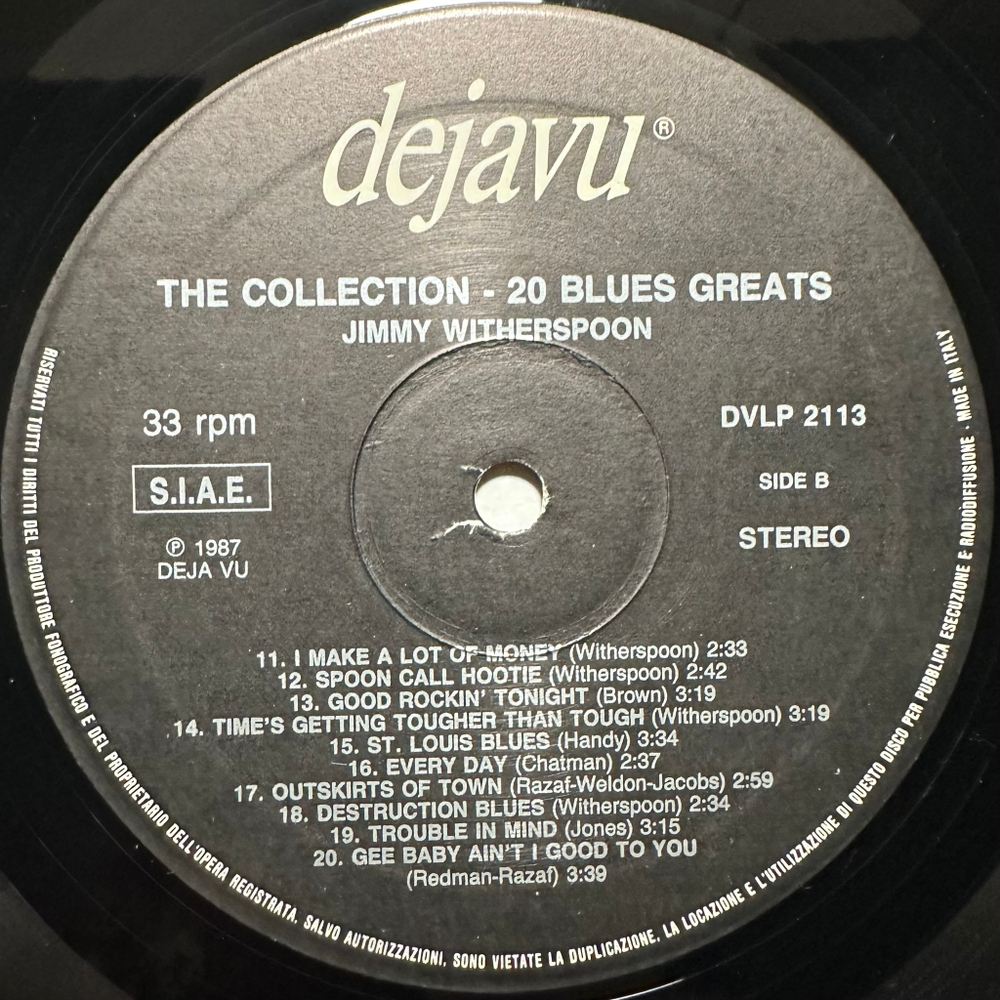 dejavu®
THE COLLECTION - 20 BLUES GREATS
JIMMY WITHERSPOON
33 rpm
S.I.A.E.
℗ 1987
DEJA VU
DVLP 2113
SIDE B
STEREO
11. I MAKE A LOT OF MONEY (Witherspoon) 2:33
12. SPOON CALL HOOTIE (Witherspoon) 2:42
13. GOOD ROCKIN' TONIGHT (Brown) 3:19
14. TIME'S GETTING TOUGHER THAN TOUGH (Witherspoon) 3:19
15. ST. LOUIS BLUES (Handy) 3:34
16. EVERY DAY (Chatman) 2:37
17. OUTSKIRTS OF TOWN (Razaf-Weldon-Jacobs) 2:59
18. DESTRUCTION BLUES (Witherspoon) 2:34
19. TROUBLE IN MIND (Jones) 3:15
20. GEE BABY AIN'T I GOOD TO YOU
(Redman-Razaf) 3:39
RISERVATI TUTTI I DIRITTI DEL PRODUTTORE FONOGRAFICO E DEL PROPRIETARIO DELL'OPERA REGISTRATA. SALVO AUTORIZZAZIONI, SONO VIETATE LA DUPLICAZIONE, LA LOCAZIONE E L'UTILIZZAZIONE DI QUESTO DISCO PER PUBBLICA ESECUZIONE E RADIODIFFUSIONE · MADE IN ITALY